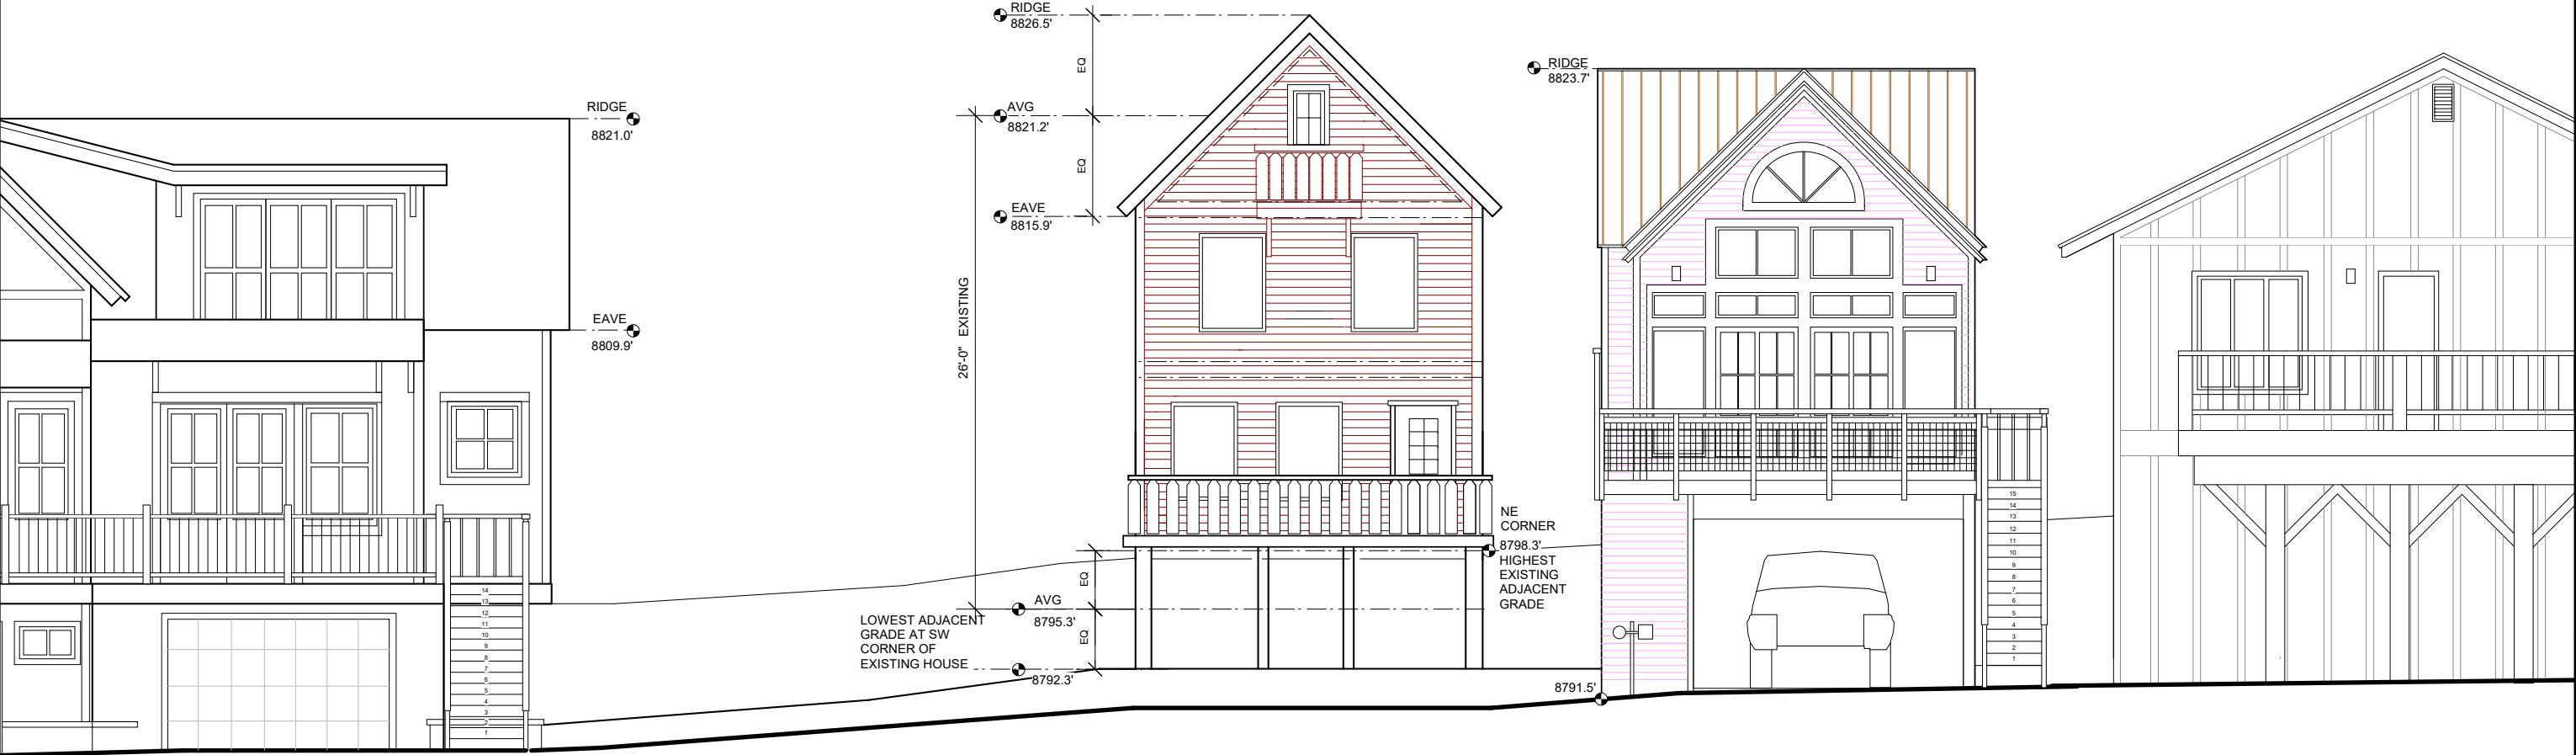 RIDGE
8821.0'
EAVE
8809.9'
14
13
12
11
10
9
8
7
6
5
4
3
2
1
RIDGE
8826.5'
EQ
AVG
8821.2'
EQ
EAVE
8815.9'
26'-0" EXISTING
EQ
AVG
8795.3'
EQ
LOWEST ADJACENT
GRADE AT SW
CORNER OF
EXISTING HOUSE
8792.3'
NE
CORNER
8798.3'
HIGHEST
EXISTING
ADJACENT
GRADE
RIDGE
8823.7'
8791.5'
15
14
13
12
11
10
9
8
7
6
5
4
3
2
1